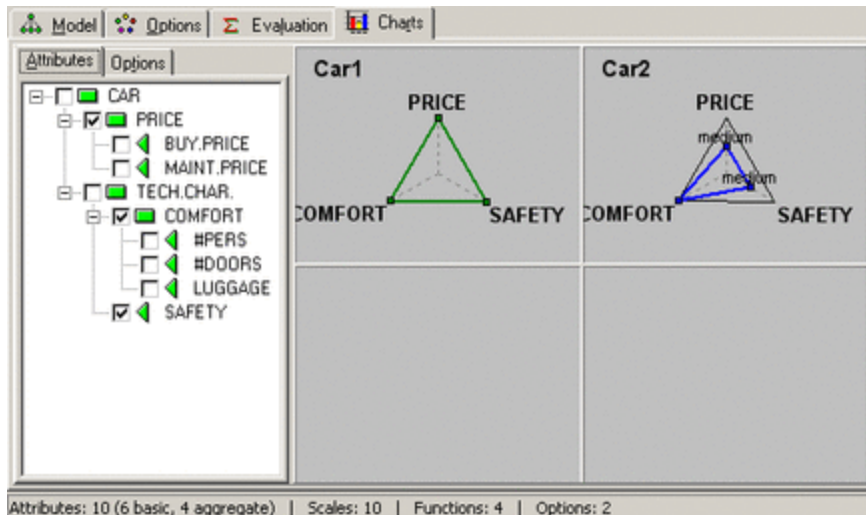 Model Options Evaluation Charts
Attributes Options
CAR
PRICE
BUY.PRICE
MAINT.PRICE
TECH.CHAR.
COMFORT
#PERS
#DOORS
LUGGAGE
SAFETY
Car1
PRICE
COMFORT SAFETY
Car2
PRICE
medium
medium
COMFORT SAFETY
Attributes: 10 (6 basic, 4 aggregate) | Scales: 10 | Functions: 4 | Options: 2